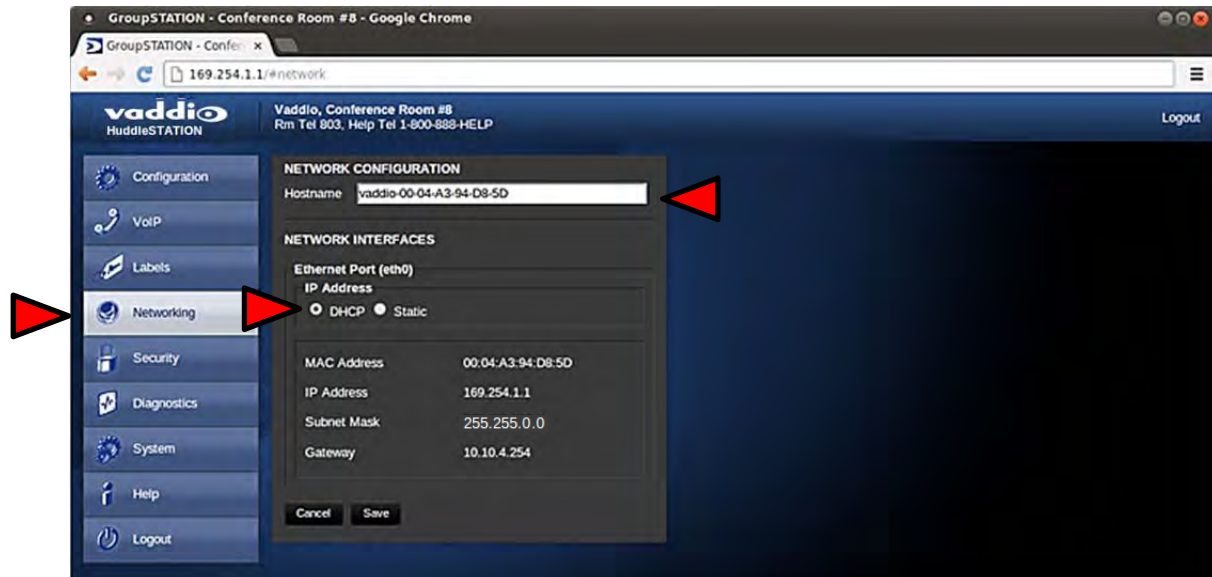 GroupSTATION - Conference Room #8 - Google Chrome
GroupSTATION - Confer
169.254.1.1/#network
vaddio
HuddleSTATION
Vaddio, Conference Room #8
Rm Tel 803, Help Tel 1-800-888-HELP
Logout
Configuration
VoIP
Labels
Networking
Security
Diagnostics
System
Help
Logout
NETWORK CONFIGURATION
Hostname vaddio-00-04-A3-94-D8-5D
NETWORK INTERFACES
Ethernet Port (eth0)
IP Address
DHCP Static
MAC Address 00:04:A3:94:D8:5D
IP Address 169.254.1.1
Subnet Mask 255.255.0.0
Gateway 10.10.4.254
Cancel Save